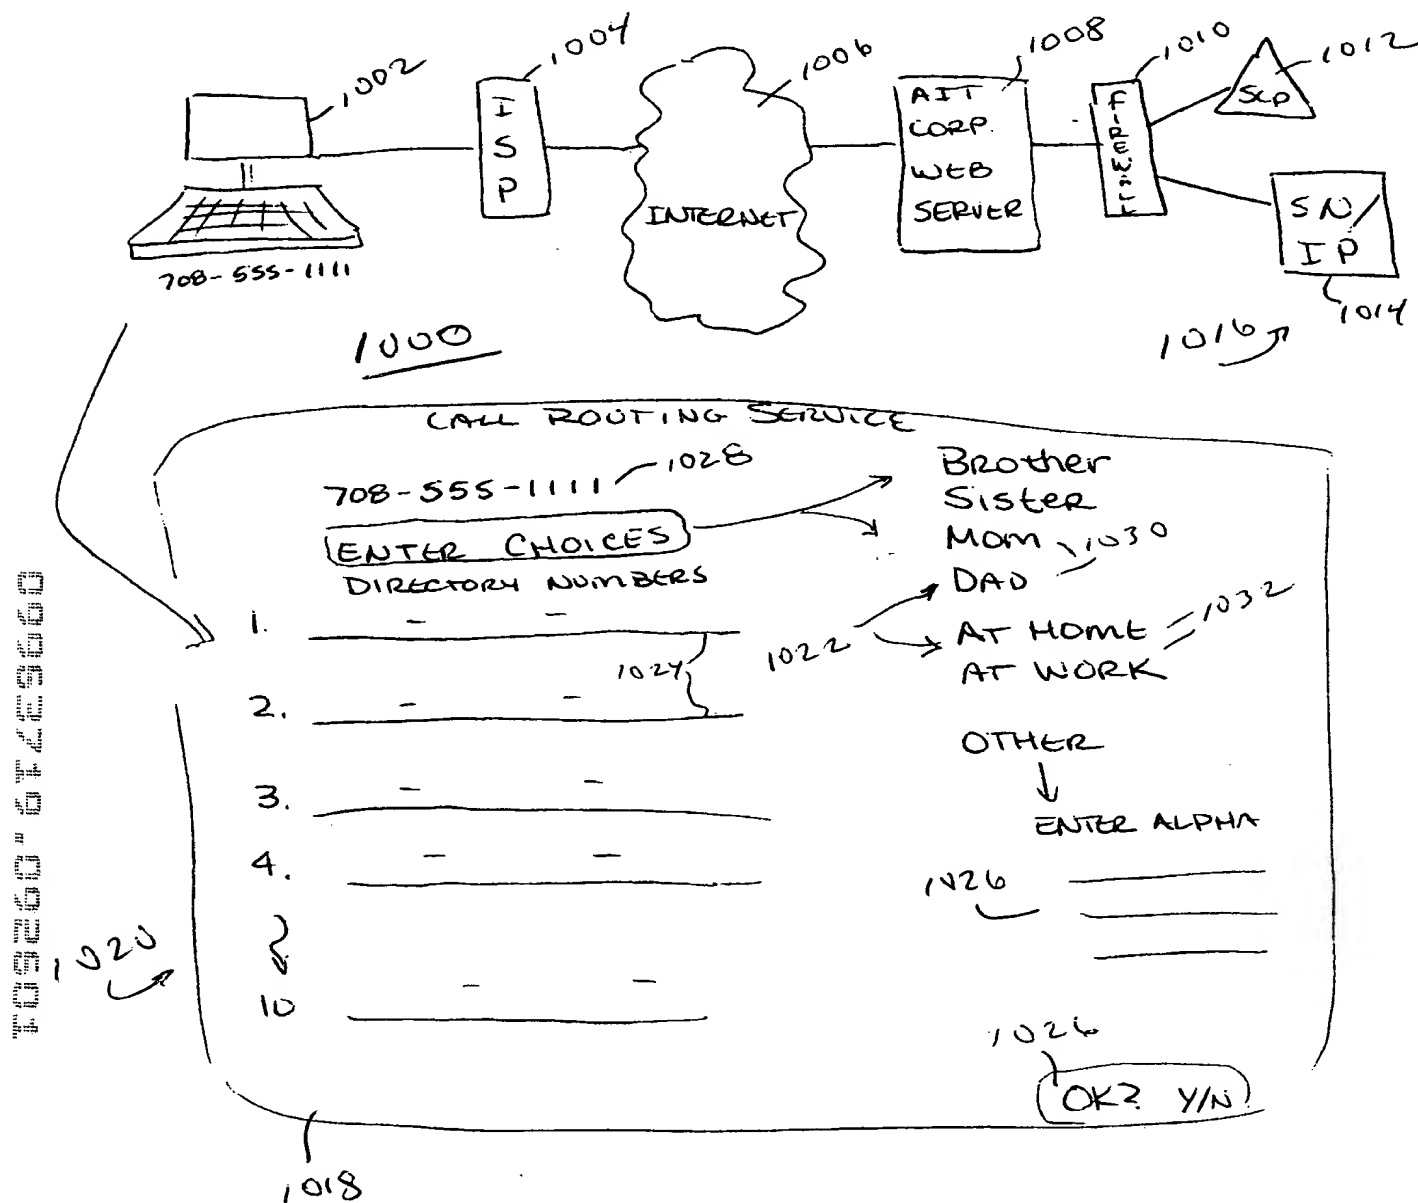 1002
1004
1006
1008
1010
1012
ISP
INTERNET
AIT
CORP.
WEB
SERVER
FIREWALL
SCP
SN/
IP
1014
1016
708-555-1111
1000
CALL ROUTING SERVICE
708-555-1111
1028
ENTER CHOICES
DIRECTORY NUMBERS
1. - -
1024
2. - -
3. - -
4. - -
10 - -
Brother
Sister
MOM
1030
DAD
1022
AT HOME
1032
AT WORK
OTHER
ENTER ALPHA
1026
1026
OK? Y/N
1020
1018
09953719.092601